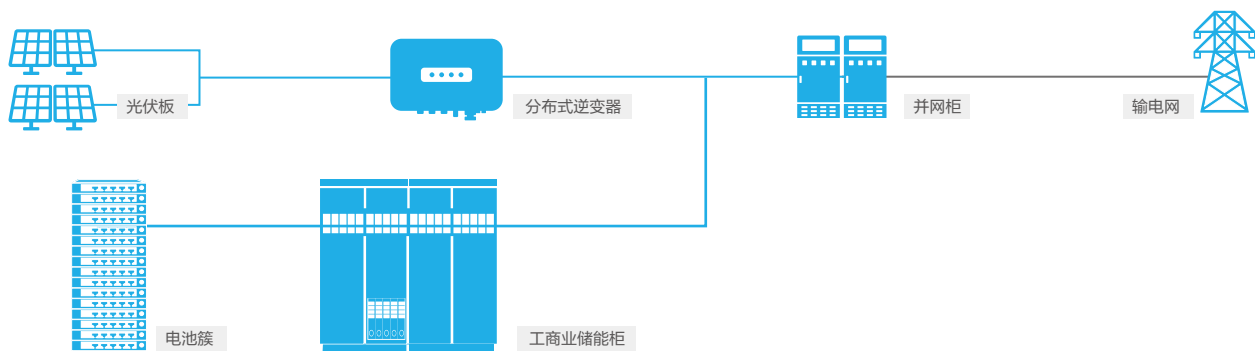 光伏板
分布式逆变器
并网柜
输电网
电池簇
工商业储能柜